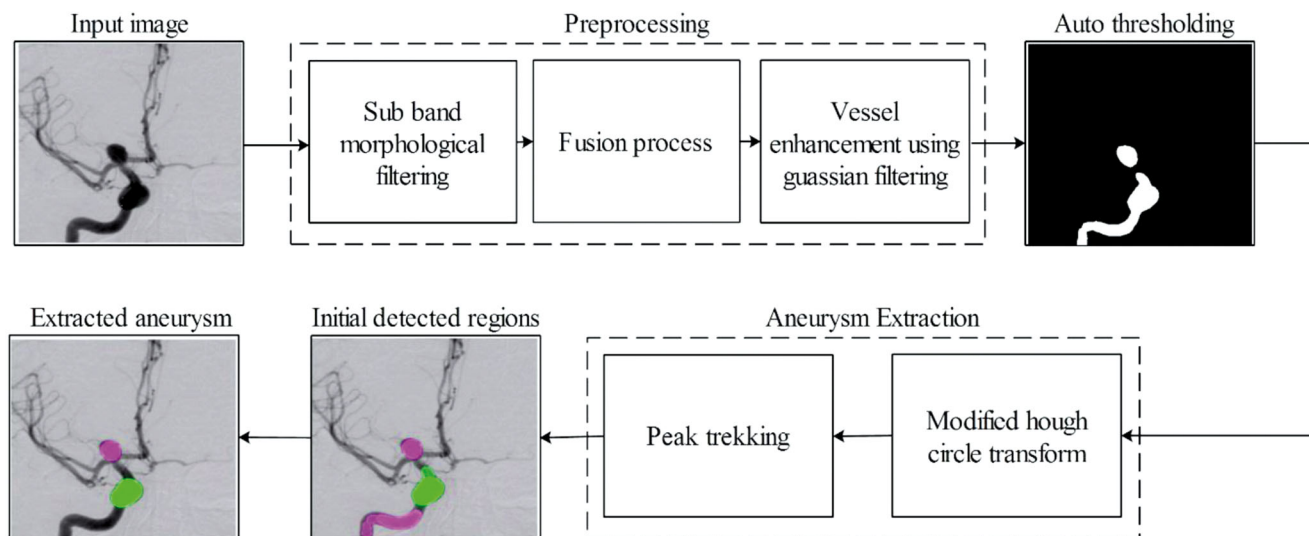 Input image
Preprocessing
Auto thresholding
Sub band
morphological
filtering
Fusion process
Vessel
enhancement using
guassian filtering
Extracted aneurysm
Initial detected regions
Aneurysm Extraction
Peak trekking
Modified hough
circle transform